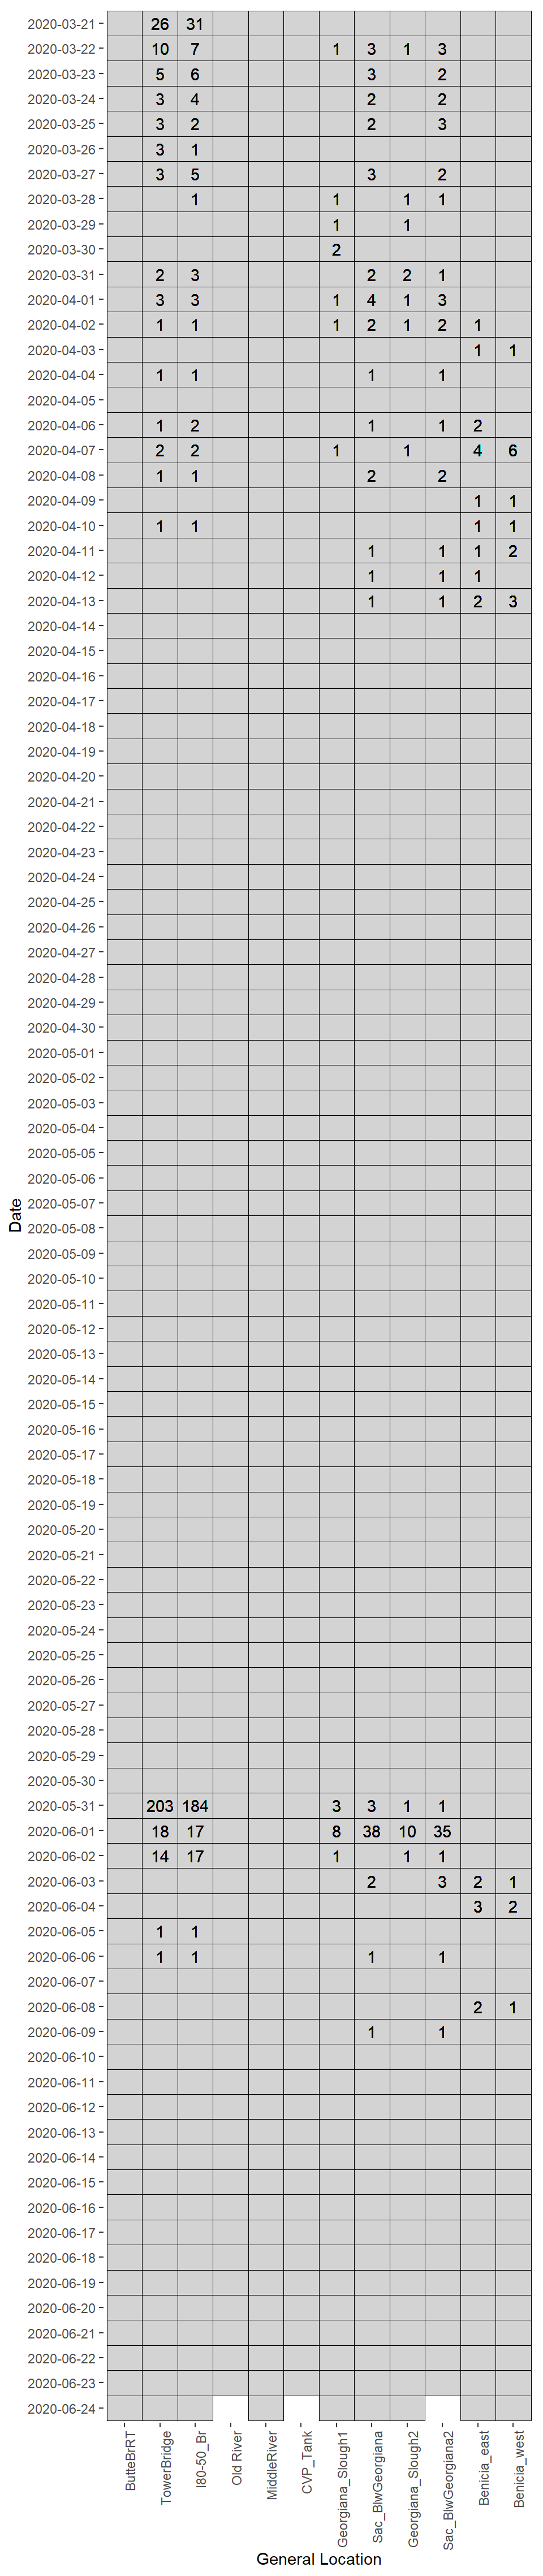 2020-03-21 26 31
2020-03-22 10 7 1 3 1 3
2020-03-23 5 6 3 2
2020-03-24 3 4 2 2
2020-03-25 3 2 2 3
2020-03-26 3 1
2020-03-27 3 5 3 2
2020-03-28 1 1 1 1
2020-03-29 1 1
2020-03-30 2
2020-03-31 2 3 2 2 1
2020-04-01 3 3 1 4 1 3
2020-04-02 1 1 1 2 1 2 1
2020-04-03 1 1
2020-04-04 1 1 1 1
2020-04-05
2020-04-06 1 2 1 1 2
2020-04-07 2 2 1 1 4 6
2020-04-08 1 1 2 2
2020-04-09 1 1
2020-04-10 1 1 1 1
2020-04-11 1 1 1 2
2020-04-12 1 1 1
2020-04-13 1 1 2 3
2020-04-14
2020-04-15
2020-04-16
2020-04-17
2020-04-18
2020-04-19
2020-04-20
2020-04-21
2020-04-22
2020-04-23
2020-04-24
2020-04-25
2020-04-26
2020-04-27
2020-04-28
2020-04-29
2020-04-30
2020-05-01
2020-05-02
2020-05-03
2020-05-04
2020-05-05
2020-05-06
2020-05-07
2020-05-08
2020-05-09
2020-05-10
2020-05-11
2020-05-12
2020-05-13
2020-05-14
2020-05-15
2020-05-16
2020-05-17
2020-05-18
2020-05-19
2020-05-20
2020-05-21
2020-05-22
2020-05-23
2020-05-24
2020-05-25
2020-05-26
2020-05-27
2020-05-28
2020-05-29
2020-05-30
2020-05-31 203 184 3 3 1 1
2020-06-01 18 17 8 38 10 35
2020-06-02 14 17 1 1 1
2020-06-03 2 3 2 1
2020-06-04 3 2
2020-06-05 1 1
2020-06-06 1 1 1 1
2020-06-07
2020-06-08 2 1
2020-06-09 1 1
2020-06-10
2020-06-11
2020-06-12
2020-06-13
2020-06-14
2020-06-15
2020-06-16
2020-06-17
2020-06-18
2020-06-19
2020-06-20
2020-06-21
2020-06-22
2020-06-23
2020-06-24
Date
ButteBrRT
TowerBridge
I80-50_Br
Old River
MiddleRiver
CVP_Tank
Georgiana_Slough1
Sac_BlwGeorgiana
Georgiana_Slough2
Sac_BlwGeorgiana2
Benicia_east
Benicia_west
General Location